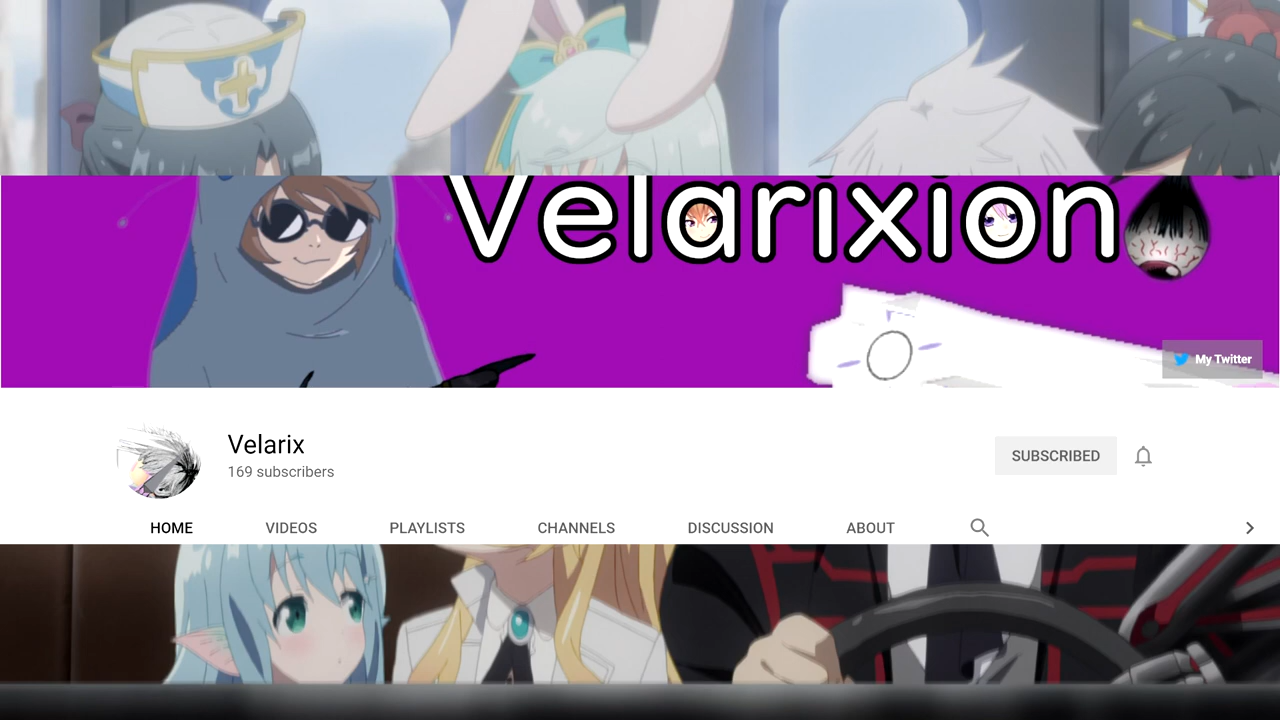 Velarixion
My Twitter
Velarix
169 subscribers
SUBSCRIBED
HOME VIDEOS PLAYLISTS CHANNELS DISCUSSION ABOUT